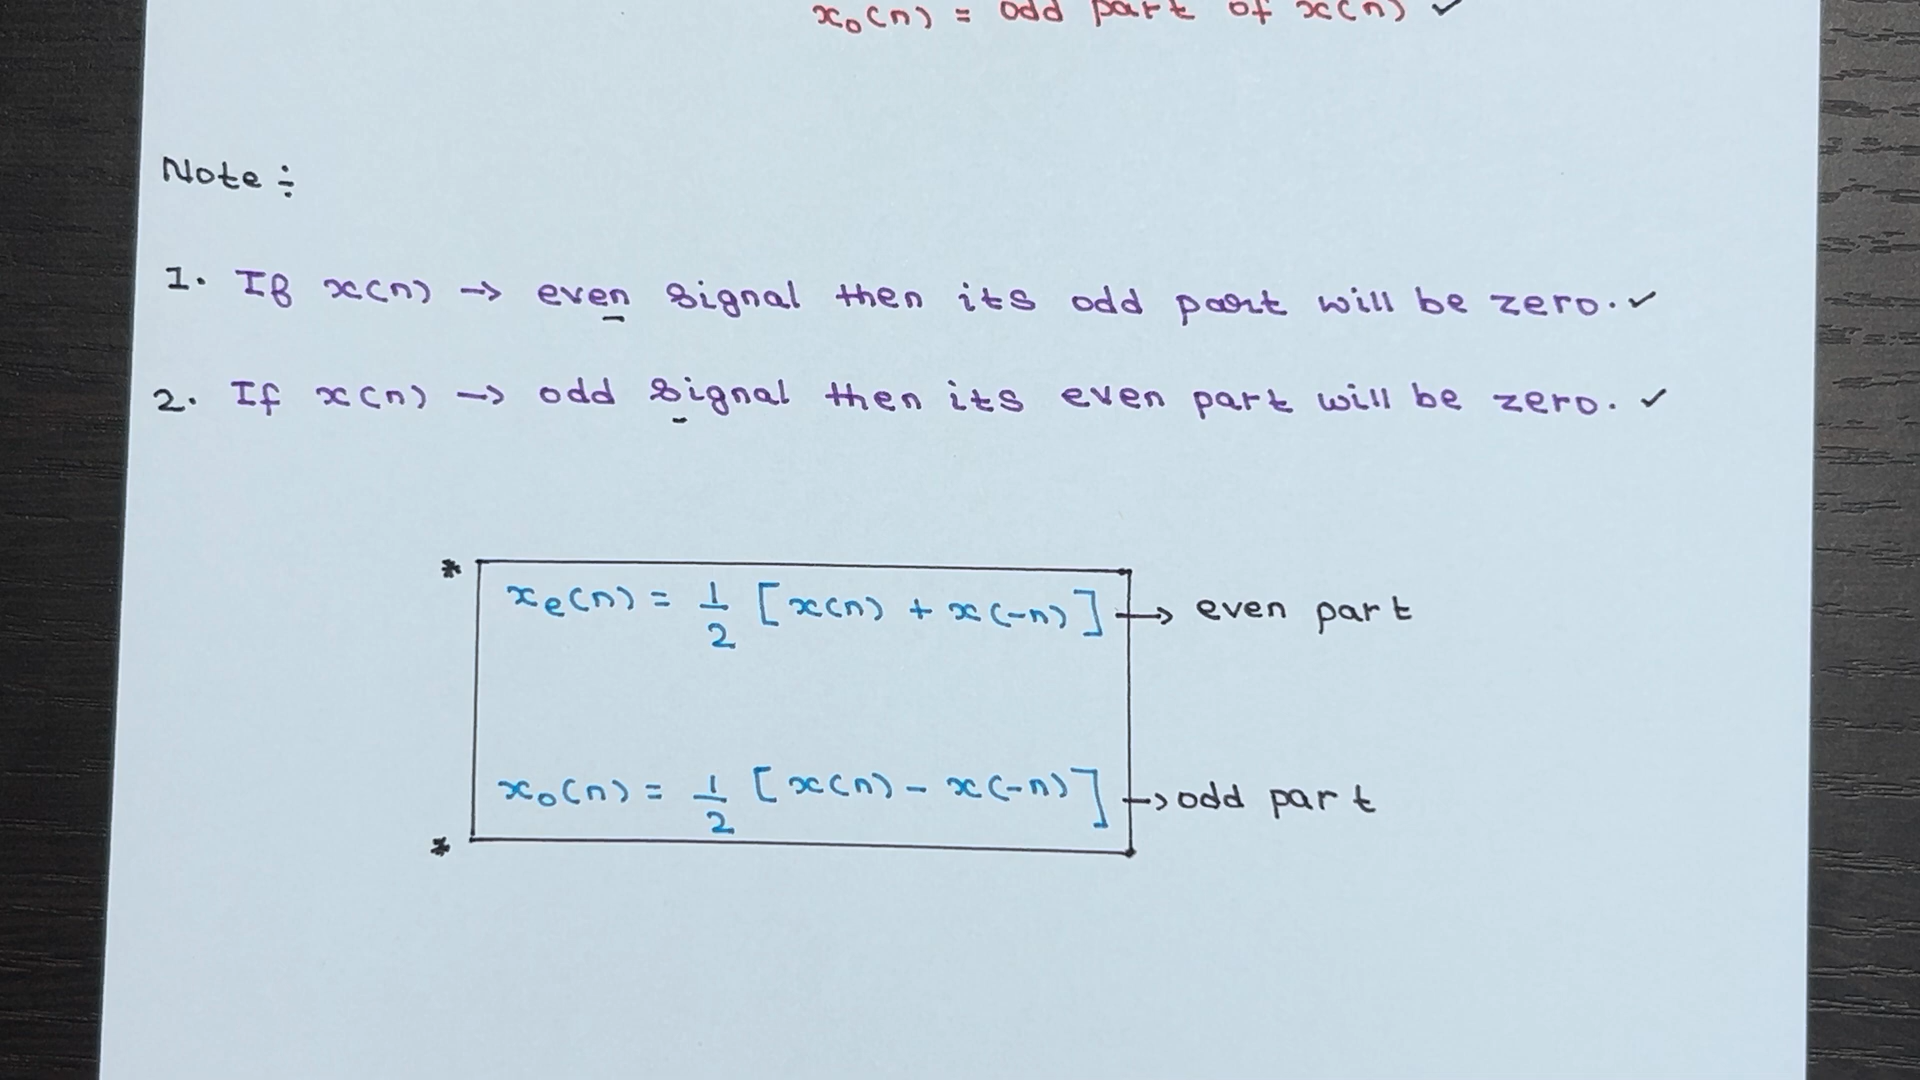 x₀(n) = odd part of x(n) ✓
Note ÷
1. If x(n) → even signal then its odd part will be zero. ✓
2. If x(n) → odd signal then its even part will be zero. ✓
* xₑ(n) = 1/2 [x(n) + x(-n)] → even part
* x₀(n) = 1/2 [x(n) - x(-n)] → odd part